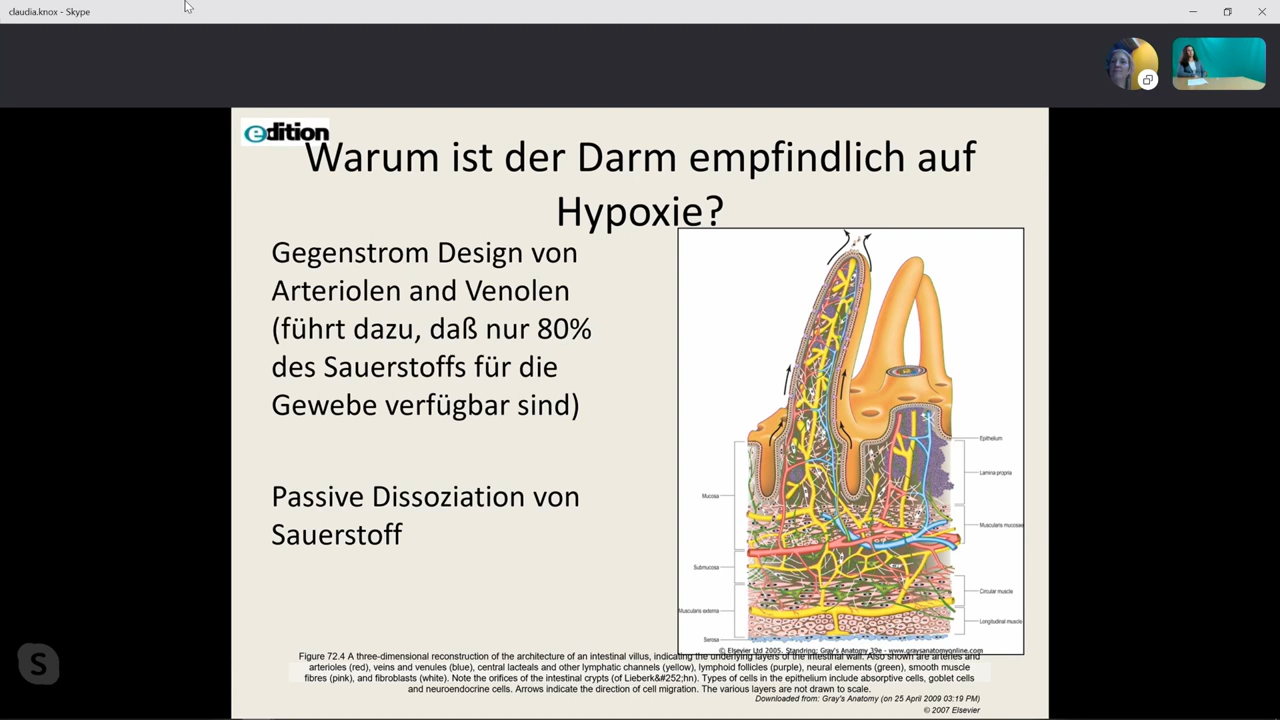 claudia.knox - Skype
edition
Warum ist der Darm empfindlich auf
Hypoxie?
Gegenstrom Design von
Arteriolen and Venolen
(führt dazu, daß nur 80%
des Sauerstoffs für die
Gewebe verfügbar sind)
Passive Dissoziation von
Sauerstoff
Epithelium
Lamina propria
Mucosa
Muscularis mucosae
Submucosa
Circular muscle
Muscularis externa
Longitudinal muscle
Serosa
© Elsevier Ltd 2005. Standring: Gray's Anatomy 39e - www.graysanatomyonline.com
Figure 72.4 A three-dimensional reconstruction of the architecture of an intestinal villus, indicating the underlying layers of the intestinal wall. Also shown are arteries and
arterioles (red), veins and venules (blue), central lacteals and other lymphatic channels (yellow), lymphoid follicles (purple), neural elements (green), smooth muscle
fibres (pink), and fibroblasts (white). Note the orifices of the intestinal crypts (of Lieberk&#252;hn). Types of cells in the epithelium include absorptive cells, goblet cells
and neuroendocrine cells. Arrows indicate the direction of cell migration. The various layers are not drawn to scale.
Downloaded from: Gray's Anatomy (on 25 April 2009 03:19 PM)
© 2007 Elsevier
S